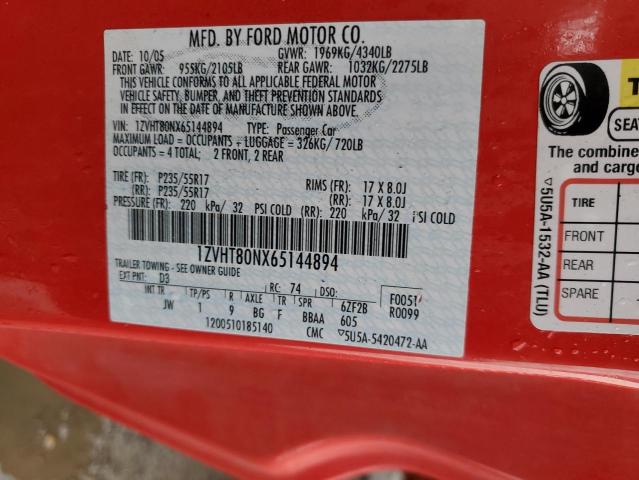 MFD. BY FORD MOTOR CO.
DATE: 10/05 GVWR: 1969KG/4340LB
FRONT GAWR: 955KG/2105LB REAR GAWR: 1032KG/2275LB
THIS VEHICLE CONFORMS TO ALL APPLICABLE FEDERAL MOTOR
VEHICLE SAFETY, BUMPER, AND THEFT PREVENTION STANDARDS
IN EFFECT ON THE DATE OF MANUFACTURE SHOWN ABOVE.
VIN: 1ZVHT80NX65144894 TYPE: Passenger Car
MAXIMUM LOAD = OCCUPANTS + LUGGAGE = 326KG/720LB
OCCUPANTS = 4 TOTAL; 2 FRONT, 2 REAR
TIRE (FR): P235/55R17 RIMS (FR): 17 X 8.0J
(RR): P235/55R17 (RR): 17 X 8.0J
PRESSURE (FR): 220 kPa/32 PSI COLD (RR): 220 kPa/32 PSI COLD
1ZVHT80NX65144894
TRAILER TOWING - SEE OWNER GUIDE
EXT PNT: D3 RC: 74 DSO:
INT TR TP/PS R AXLE TR SPR 6ZF2B F0051
JW 1 9 BG F BBAA 605 R0099
1200510185140 CMC ▽5U5A-5420472-AA
▽5U5A-1532-AA (TLU)
SEA
The combine
and cargo
TIRE
FRONT
REAR
SPARE